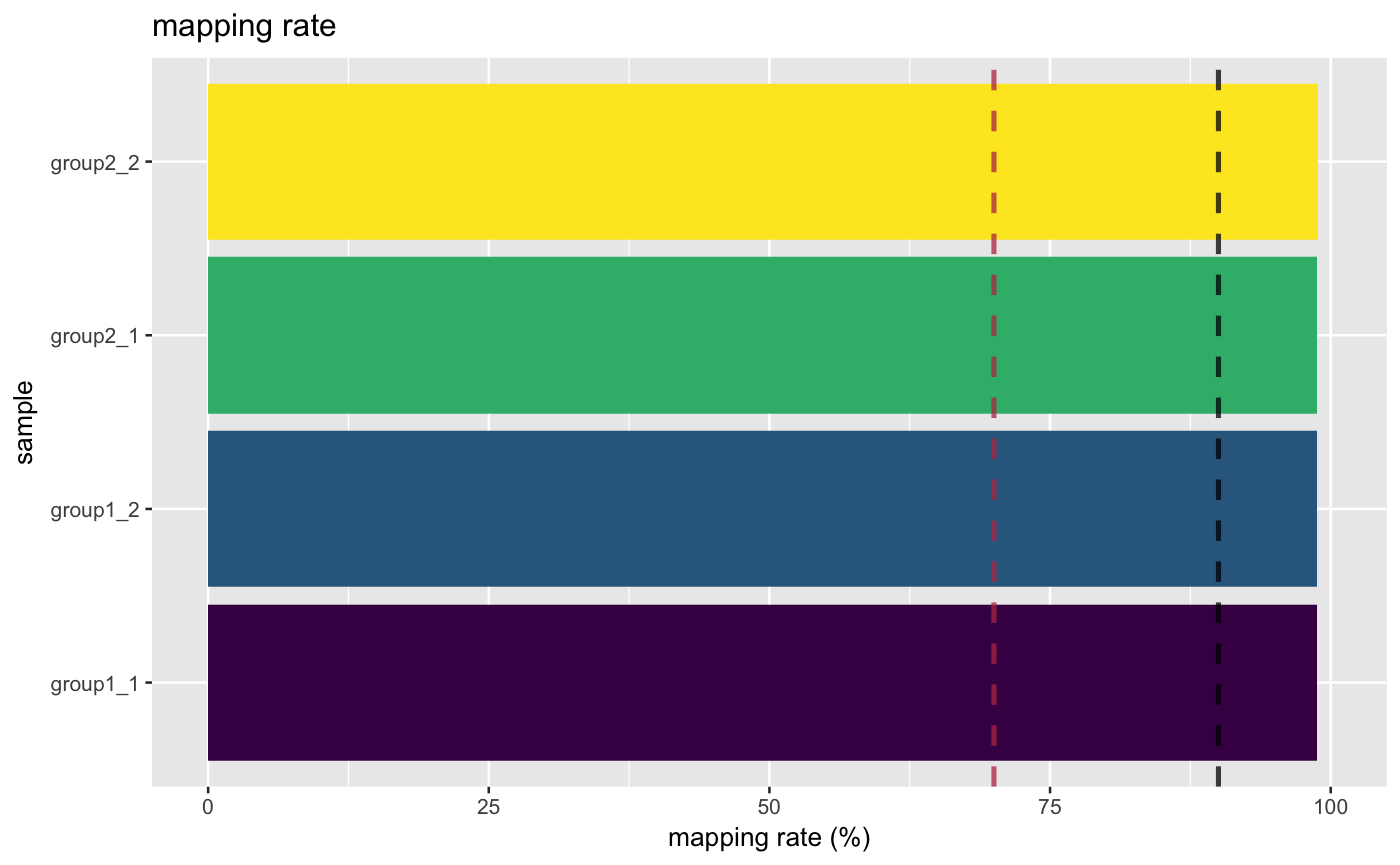 mapping rate
group2_2
group2_1
group1_2
group1_1
sample
0 25 50 75 100
mapping rate (%)